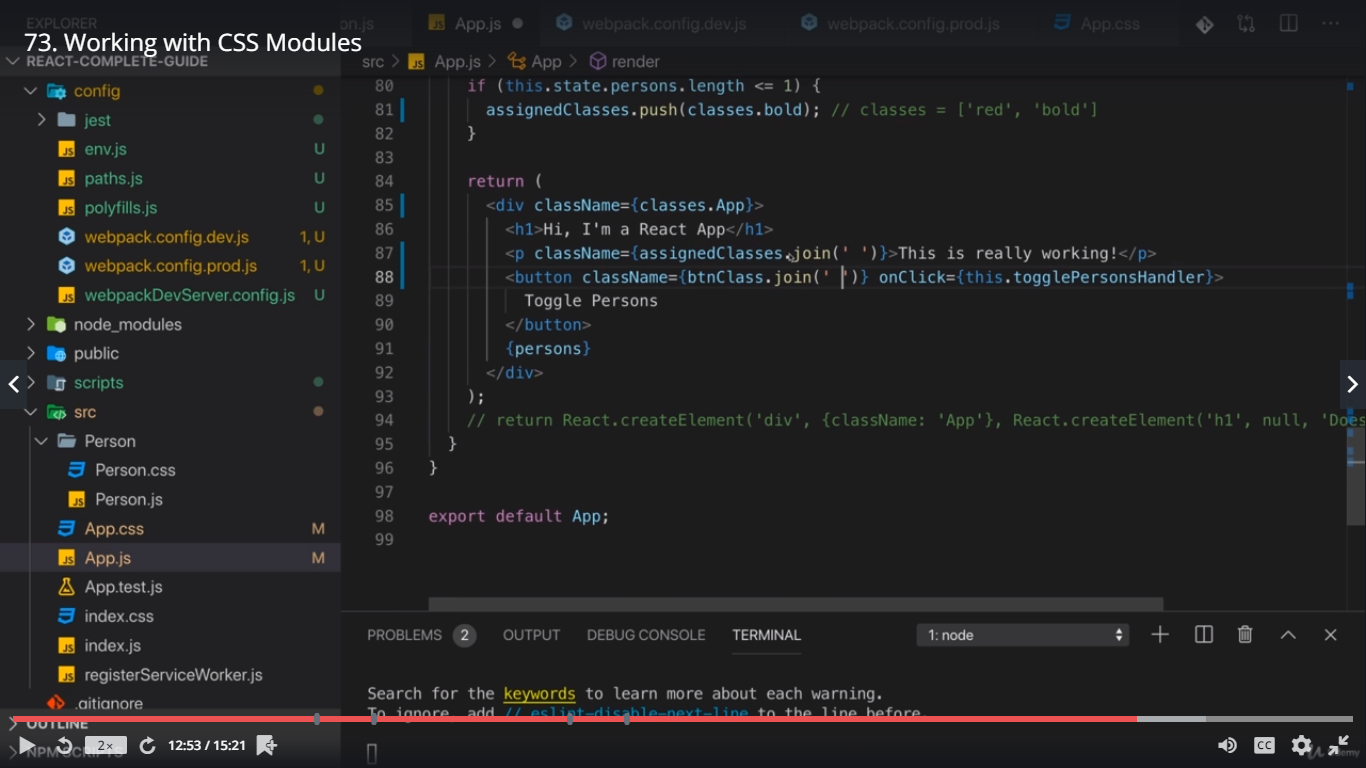 EXPLORER
on.js
App.js
webpack.config.dev.js
webpack.config.prod.js
App.css
73. Working with CSS Modules
REACT-COMPLETE-GUIDE
src > App.js > App > render
config
jest
env.js U
paths.js U
polyfills.js U
webpack.config.dev.js 1, U
webpack.config.prod.js 1, U
webpackDevServer.config.js U
node_modules
public
scripts
src
Person
Person.css
Person.js
App.css M
App.js M
App.test.js
index.css
index.js
registerServiceWorker.js
.gitignore
OUTLINE
NPM SCRIPTS
80 if (this.state.persons.length <= 1) {
81 assignedClasses.push(classes.bold); // classes = ['red', 'bold']
82 }
83
84 return (
85 <div className={classes.App}>
86 <h1>Hi, I'm a React App</h1>
87 <p className={assignedClasses.join(' ')}>This is really working!</p>
88 <button className={btnClass.join(' ')} onClick={this.togglePersonsHandler}>
89 Toggle Persons
90 </button>
91 {persons}
92 </div>
93 );
94 // return React.createElement('div', {className: 'App'}, React.createElement('h1', null, 'Does
95 }
96 }
97
98 export default App;
99
PROBLEMS 2 OUTPUT DEBUG CONSOLE TERMINAL 1: node
Search for the keywords to learn more about each warning.
To ignore, add // eslint-disable-next-line to the line before.
2× 12:53 / 15:21 CC
Udemy